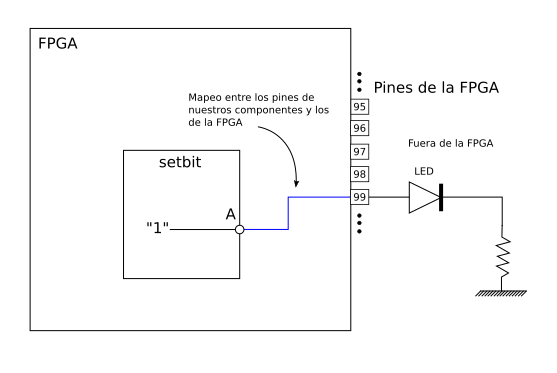 FPGA
Mapeo entre los pines de
nuestros componentes y los
de la FPGA
Pines de la FPGA
95
96
97
98
99
Fuera de la FPGA
LED
setbit
A
"1"